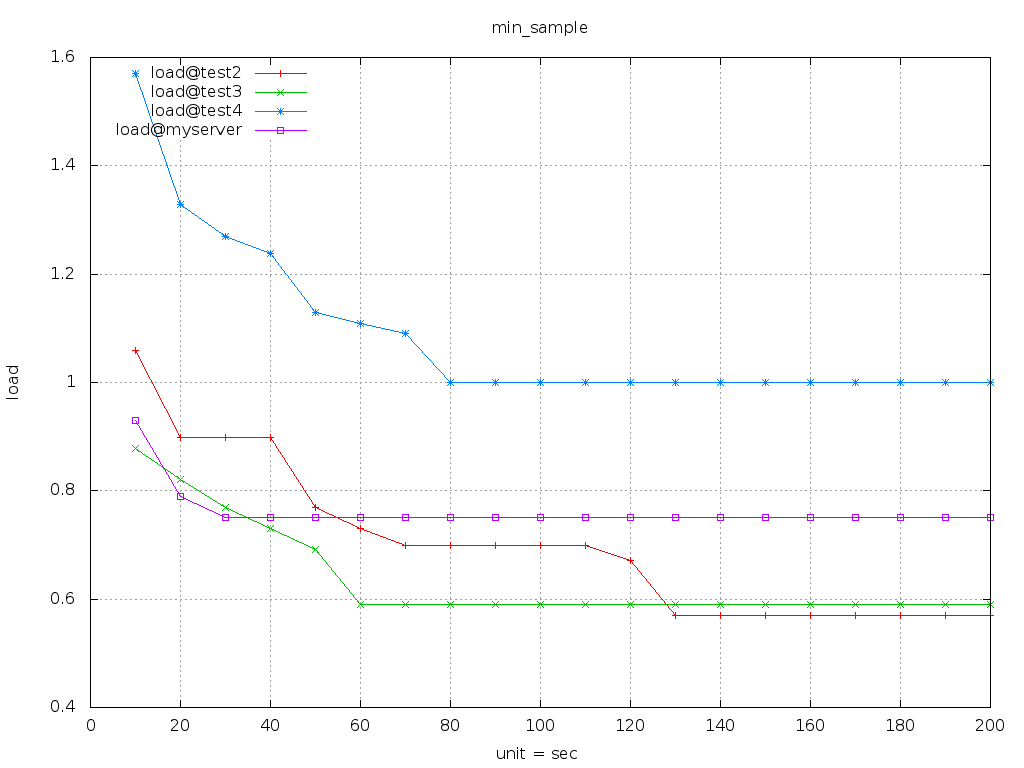 min_sample
1.6
load@test2
load@test3
load@test4
load@myserver
1.4
1.2
1
load
0.8
0.6
0.4
0 20 40 60 80 100 120 140 160 180 200
unit = sec